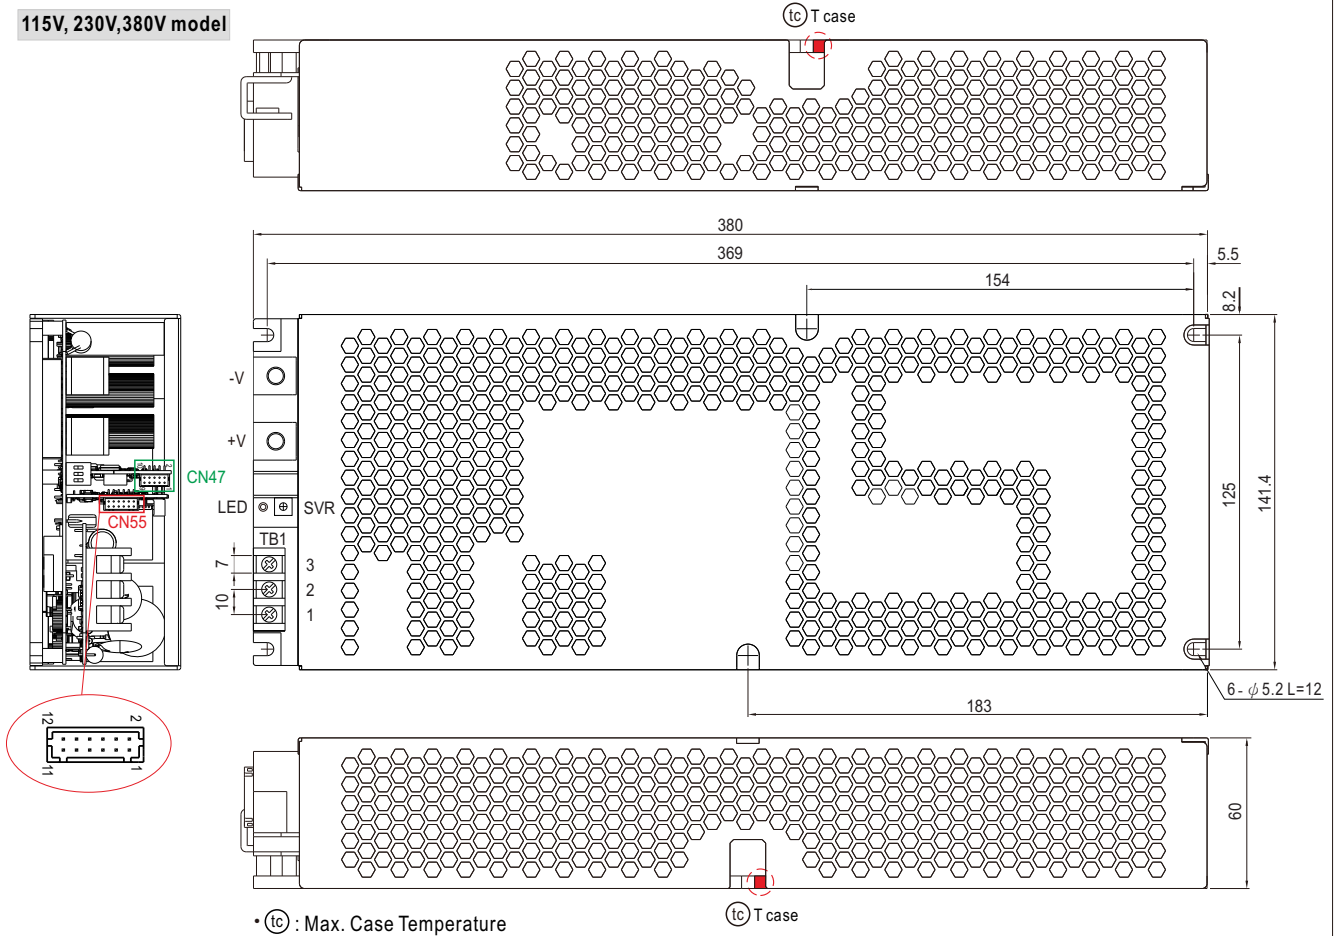 115V, 230V,380V model
tc T case
380
369
5.5
154
8.2
-V
+V
CN47
LED
SVR
CN55
TB1
3
7
2
10
1
125
141.4
6- ϕ 5.2 L=12
183
12
2
11
1
60
tc T case
• tc : Max. Case Temperature